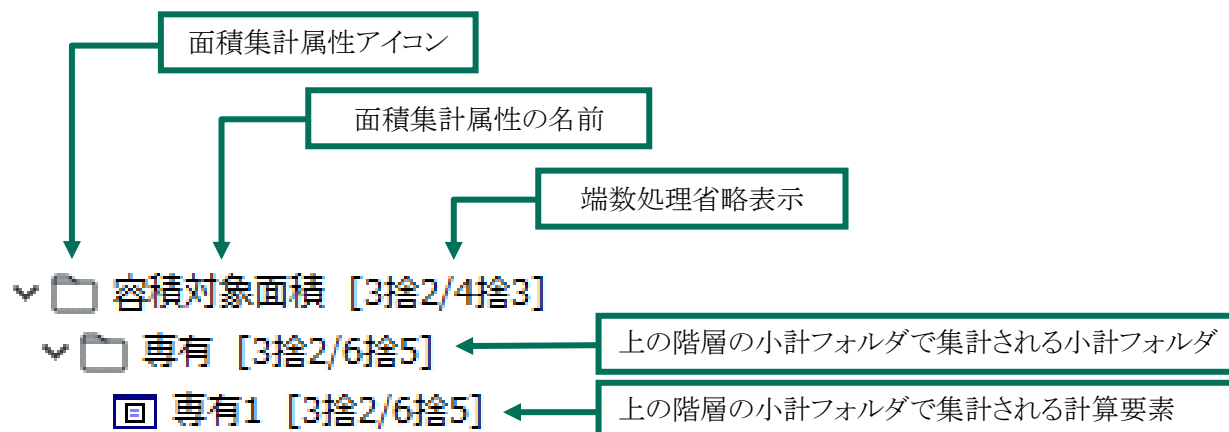 面積集計属性アイコン
面積集計属性の名前
端数処理省略表示
容積対象面積 [3捨2/4捨3]
専有 [3捨2/6捨5]
上の階層の小計フォルダで集計される小計フォルダ
専有1 [3捨2/6捨5]
上の階層の小計フォルダで集計される計算要素